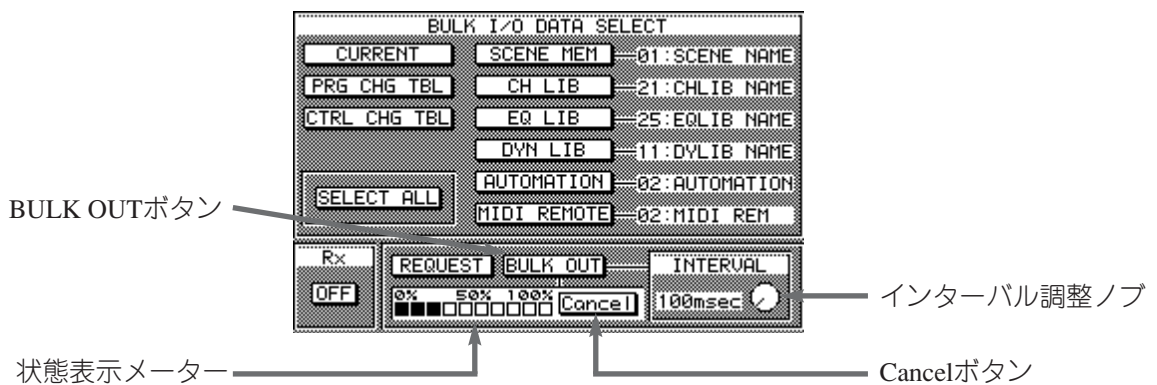 BULK I/O DATA SELECT
CURRENT SCENE MEM 01:SCENE NAME
PRG CHG TBL CH LIB 21:CHLIB NAME
CTRL CHG TBL EQ LIB 25:EQLIB NAME
DYN LIB 11:DYLIB NAME
SELECT ALL AUTOMATION 02:AUTOMATION
MIDI REMOTE 02:MIDI REM
BULK OUTボタン
Rx REQUEST BULK OUT INTERVAL
OFF 0% 50% 100% Cancel 100msec
インターバル調整ノブ
状態表示メーター
Cancelボタン